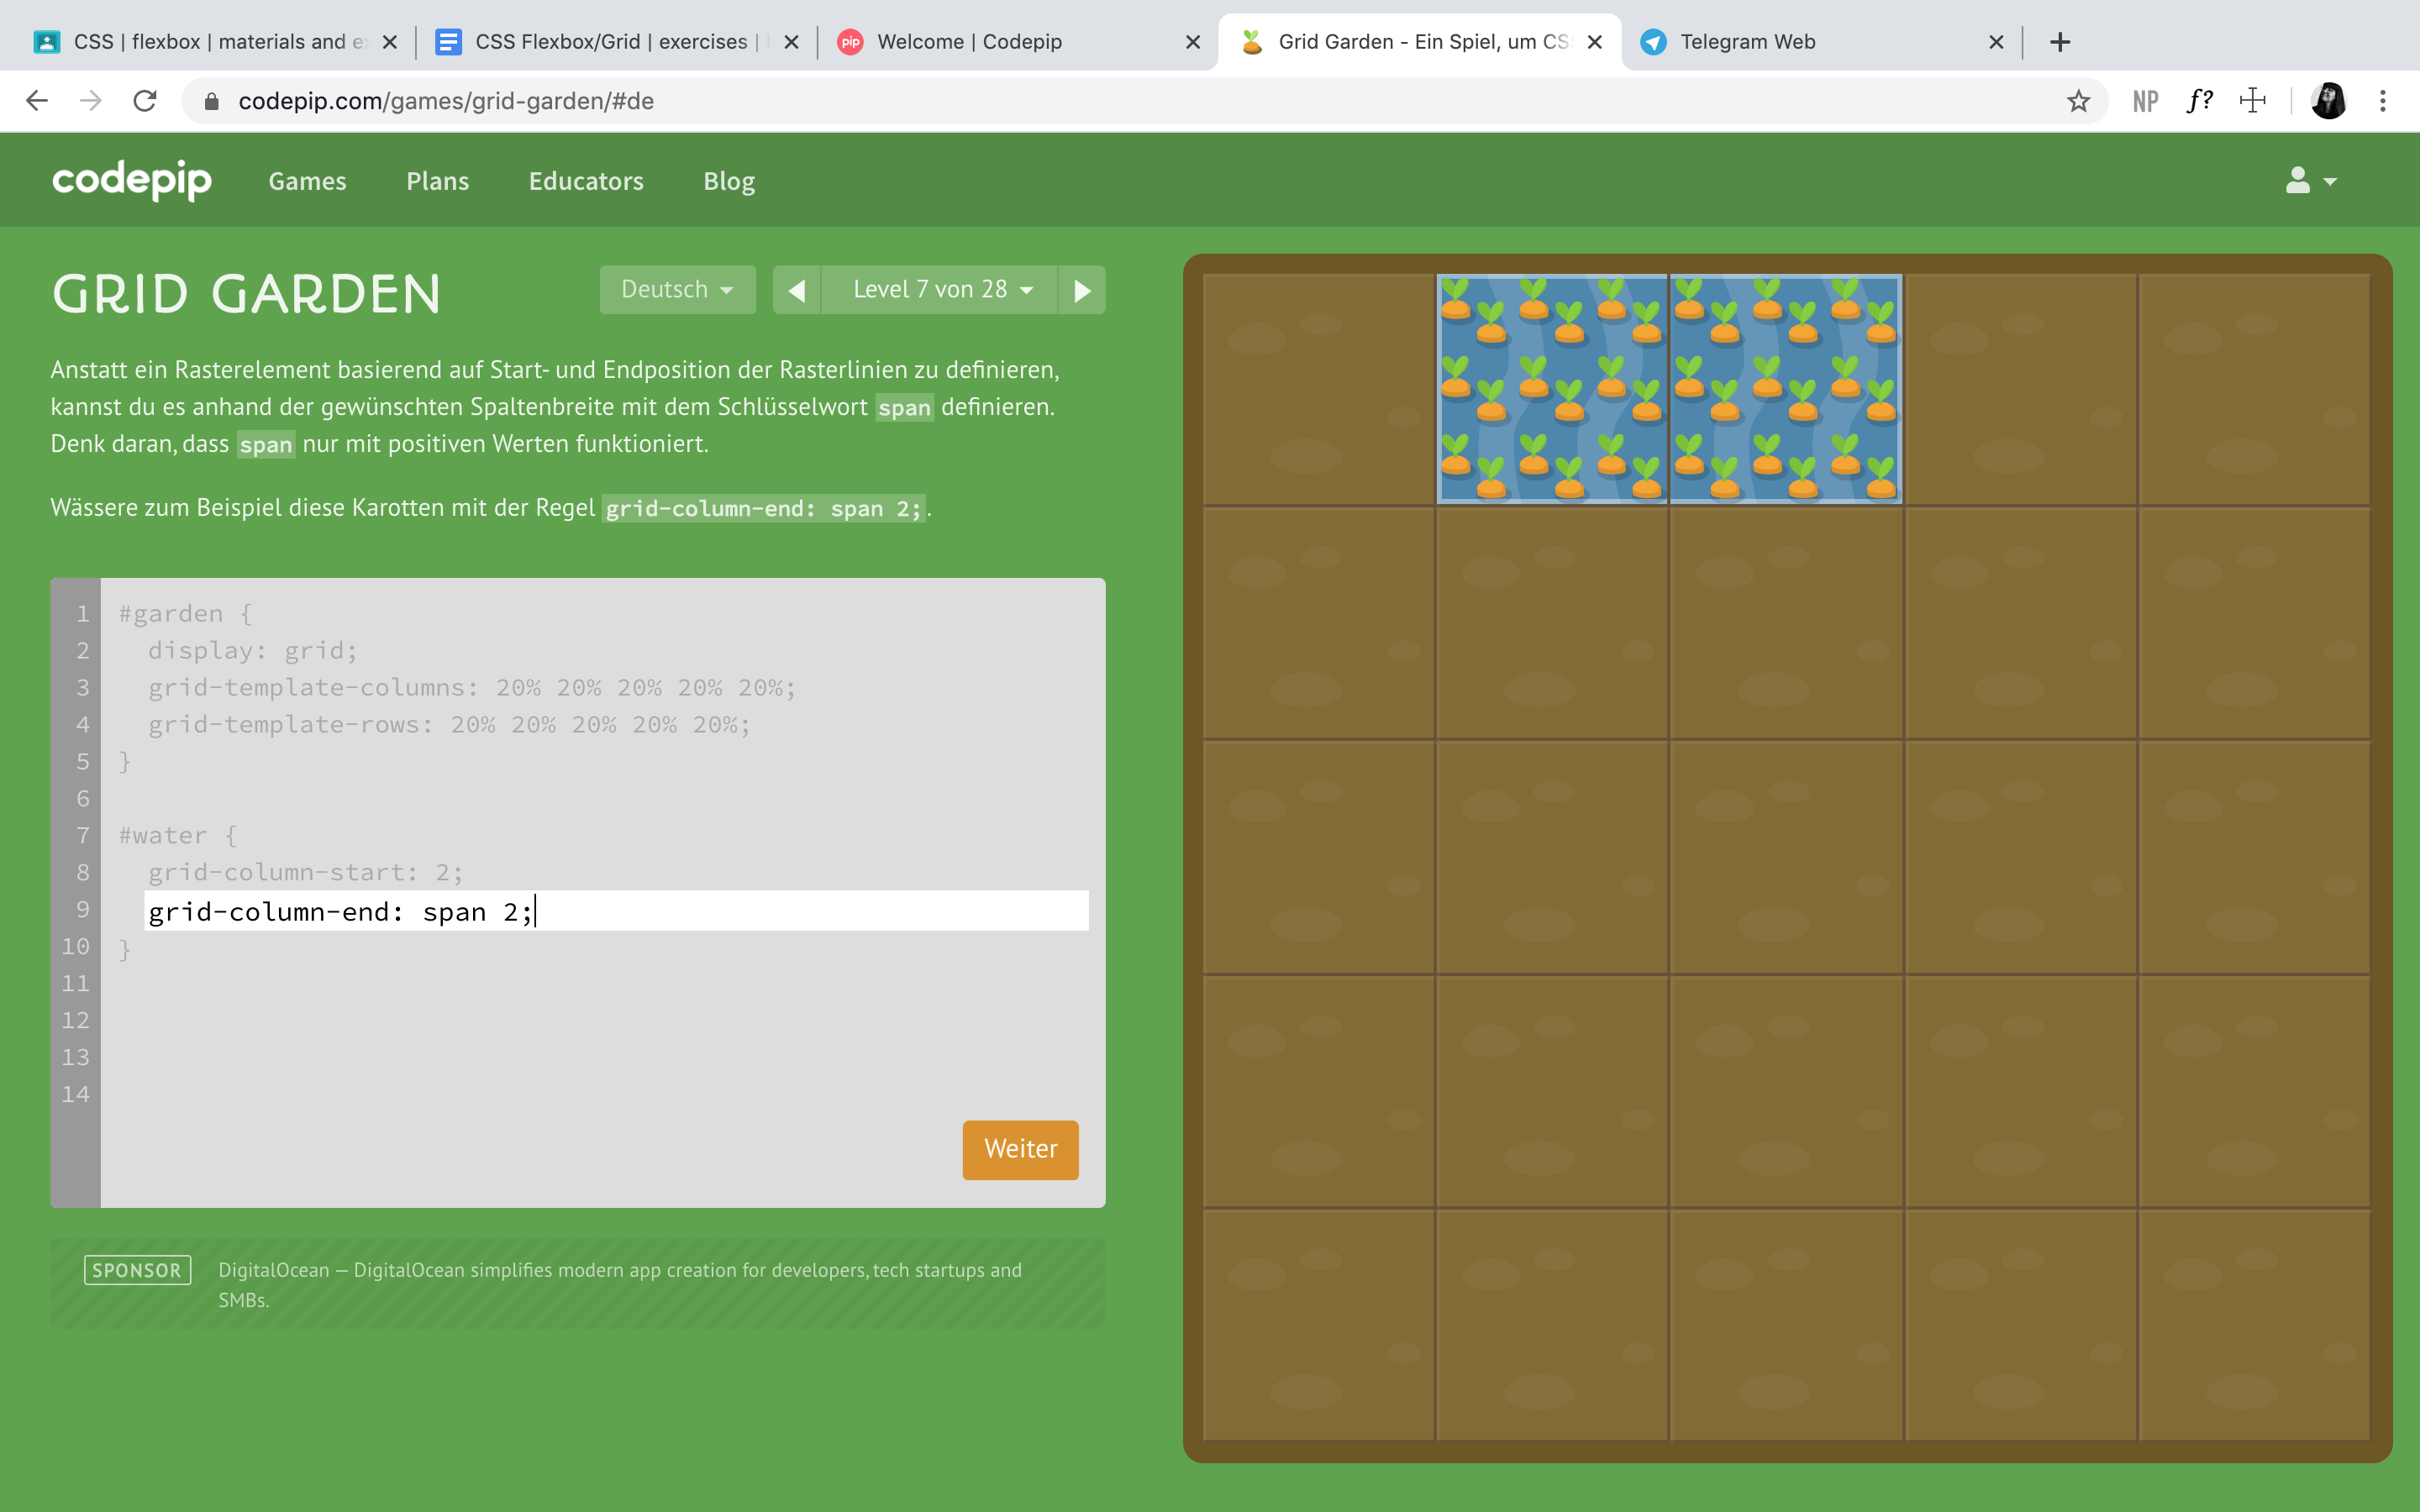 CSS | flexbox | materials and ex
CSS Flexbox/Grid | exercises |
pip
Welcome | Codepip
Grid Garden - Ein Spiel, um CS
Telegram Web
codepip.com/games/grid-garden/#de
NP
f?
codepip
Games
Plans
Educators
Blog
GRID GARDEN
Deutsch
Level 7 von 28
Anstatt ein Rasterelement basierend auf Start- und Endposition der Rasterlinien zu definieren,
kannst du es anhand der gewünschten Spaltenbreite mit dem Schlüsselwort span definieren.
Denk daran, dass span nur mit positiven Werten funktioniert.
Wässere zum Beispiel diese Karotten mit der Regel grid-column-end: span 2;.
1 #garden {
2 display: grid;
3 grid-template-columns: 20% 20% 20% 20% 20%;
4 grid-template-rows: 20% 20% 20% 20% 20%;
5 }
6
7 #water {
8 grid-column-start: 2;
9 grid-column-end: span 2;
10 }
11
12
13
14
Weiter
SPONSOR
DigitalOcean — DigitalOcean simplifies modern app creation for developers, tech startups and
SMBs.